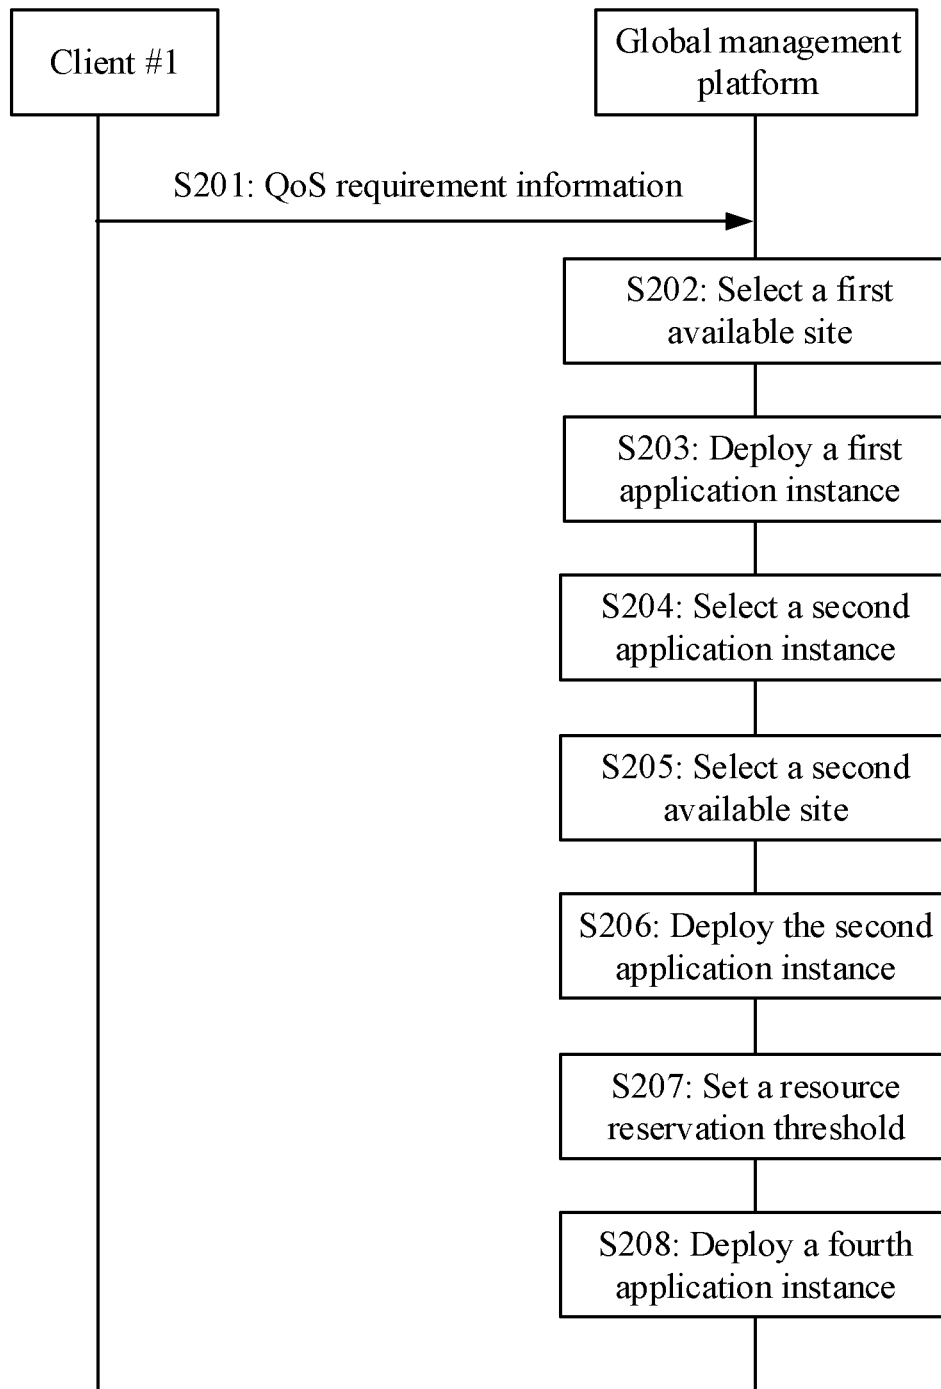 Client #1
Global management
platform
S201: QoS requirement information
S202: Select a first
available site
S203: Deploy a first
application instance
S204: Select a second
application instance
S205: Select a second
available site
S206: Deploy the second
application instance
S207: Set a resource
reservation threshold
S208: Deploy a fourth
application instance